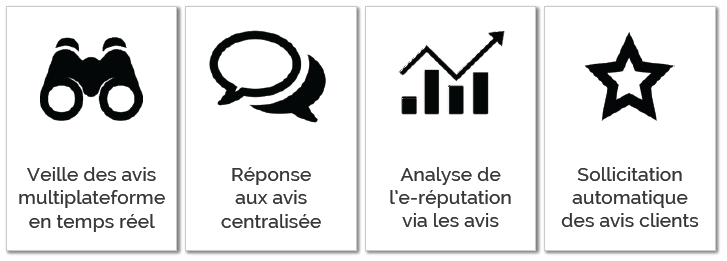 Veille des avis
multiplateforme
en temps réel
Réponse
aux avis
centralisée
Analyse de
l'e-réputation
via les avis
Sollicitation
automatique
des avis clients